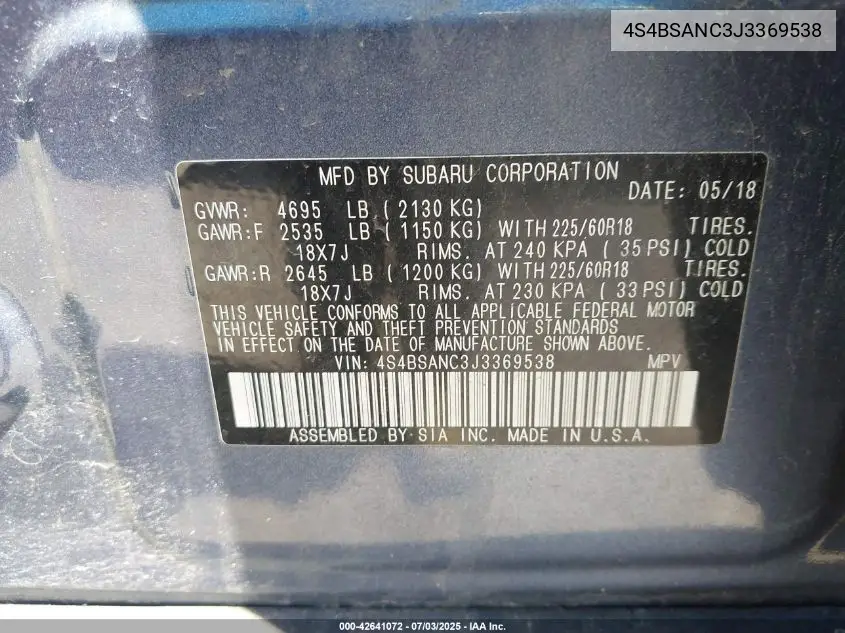 4S4BSANC3J3369538
MFD BY SUBARU CORPORATION
DATE: 05/18
GVWR: 4695 LB ( 2130 KG)
GAWR:F 2535 LB ( 1150 KG) WITH 225/60R18 TIRES.
18X7J RIMS. AT 240 KPA ( 35 PSI) COLD
GAWR:R 2645 LB ( 1200 KG) WITH 225/60R18 TIRES.
18X7J RIMS. AT 230 KPA ( 33 PSI) COLD
THIS VEHICLE CONFORMS TO ALL APPLICABLE FEDERAL MOTOR
VEHICLE SAFETY AND THEFT PREVENTION STANDARDS
IN EFFECT ON THE DATE OF MANUFACTURE SHOWN ABOVE.
VIN: 4S4BSANC3J3369538 MPV
ASSEMBLED BY SIA INC. MADE IN U.S.A.
000-42641072 - 07/03/2025 - IAA Inc.